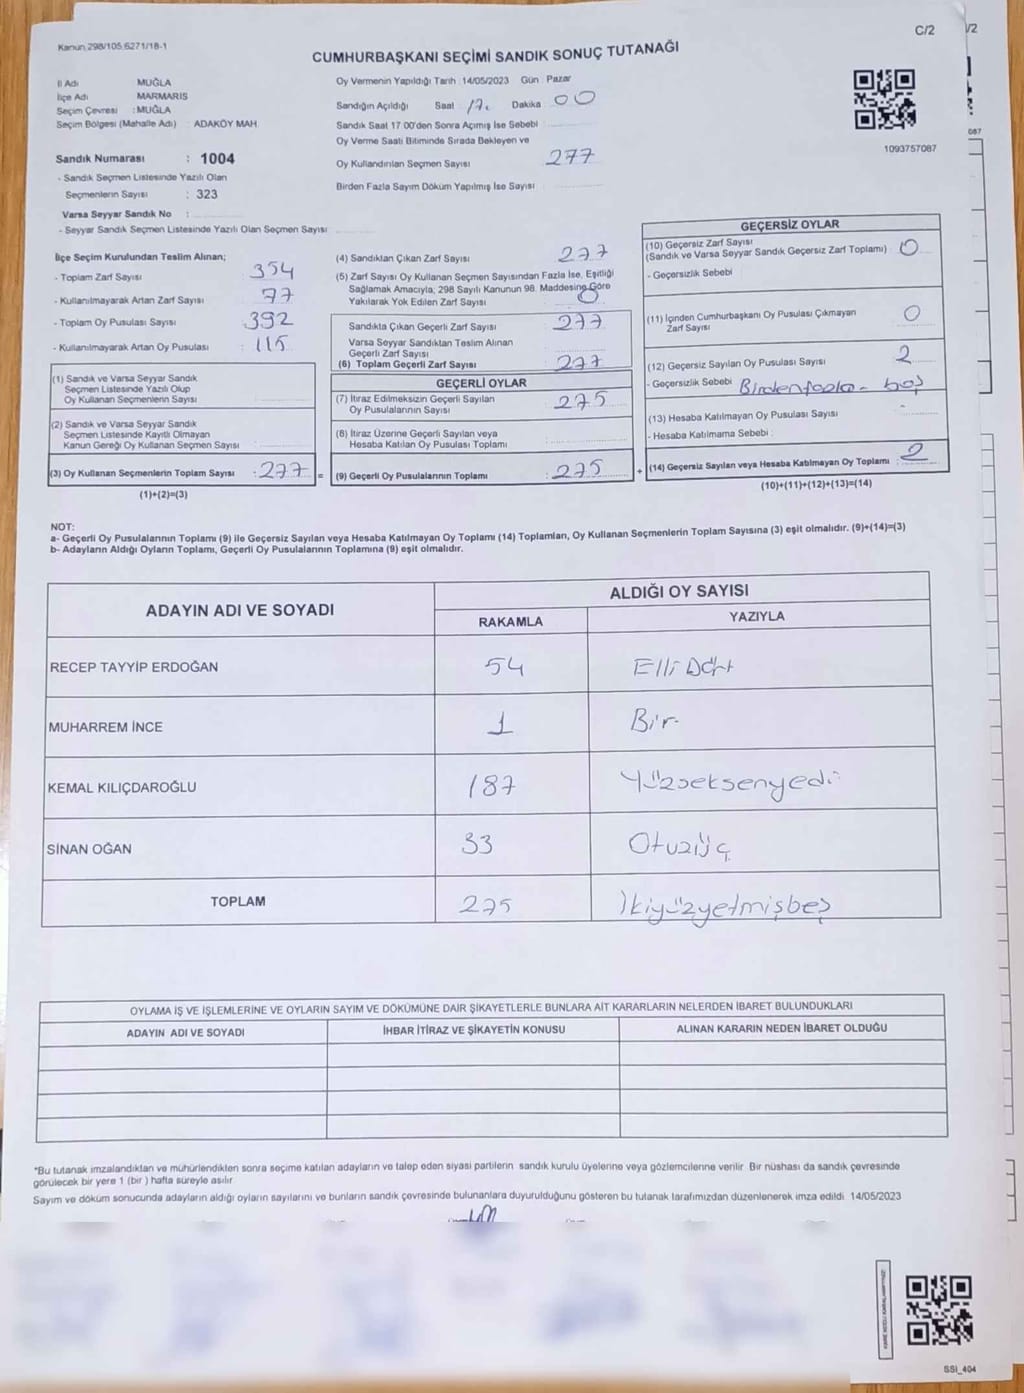 Kanun 298/105,6271/18-1
C/2
/2
CUMHURBAŞKANI SEÇİMİ SANDIK SONUÇ TUTANAĞI
İl Adı MUĞLA
İlçe Adı MARMARİS
Seçim Çevresi : MUĞLA
Seçim Bölgesi (Mahalle Adı) : ADAKÖY MAH.
Oy Vermenin Yapıldığı Tarih : 14/05/2023 Gün : Pazar
Sandığın Açıldığı Saat 17. Dakika 00
Sandık Saat 17 00'den Sonra Açımış İse Sebebi
Oy Verme Saati Bitiminde Sırada Bekleyen ve
Oy Kullandırılan Seçmen Sayısı 277
Birden Fazla Sayım Döküm Yapılmış İse Sayısı
1093757087
087
Sandık Numarası : 1004
- Sandık Seçmen Listesinde Yazılı Olan
Seçmenlerin Sayısı : 323
Varsa Seyyar Sandık No :
- Seyyar Sandık Seçmen Listesinde Yazılı Olan Seçmen Sayısı
İlçe Seçim Kurulundan Teslim Alınan;
- Toplam Zarf Sayısı 354
- Kullanılmayarak Artan Zarf Sayısı 77
- Toplam Oy Pusulası Sayısı 392
- Kullanılmayarak Artan Oy Pusulası : 115
(1) Sandık ve Varsa Seyyar Sandık
Seçmen Listesinde Yazılı Olup
Oy Kullanan Seçmenlerin Sayısı
(2) Sandık ve Varsa Seyyar Sandık
Seçmen Listesinde Kayıtlı Olmayan
Kanun Gereği Oy Kullanan Seçmen Sayısı
(3) Oy Kullanan Seçmenlerin Toplam Sayısı : 277 =
(1)+(2)=(3)
(4) Sandıktan Çıkan Zarf Sayısı 277
(5) Zarf Sayısı Oy Kullanan Seçmen Sayısından Fazla İse, Eşitliği
Sağlamak Amacıyla, 298 Sayılı Kanunun 98. Maddesine Göre
Yakılarak Yok Edilen Zarf Sayısı 0
Sandıkta Çıkan Geçerli Zarf Sayısı 277
Varsa Seyyar Sandıktan Teslim Alınan
Geçerli Zarf Sayısı
(6) Toplam Geçerli Zarf Sayısı 277
GEÇERLİ OYLAR
(7) İtiraz Edilmeksizin Geçerli Sayılan
Oy Pusulalarının Sayısı 275
(8) İtiraz Üzerine Geçerli Sayılan veya
Hesaba Katılan Oy Pusulası Toplamı
(9) Geçerli Oy Pusulalarının Toplamı : 275 +
GEÇERSİZ OYLAR
(10) Geçersiz Zarf Sayısı
(Sandık ve Varsa Seyyar Sandık Geçersiz Zarf Toplamı) : 0
- Geçersizlik Sebebi
(11) İçinden Cumhurbaşkanı Oy Pusulası Çıkmayan
Zarf Sayısı 0
(12) Geçersiz Sayılan Oy Pusulası Sayısı 2
- Geçersizlik Sebebi Birden fazla - boş
(13) Hesaba Katılmayan Oy Pusulası Sayısı
- Hesaba Katılmama Sebebi :
(14) Geçersiz Sayılan veya Hesaba Katılmayan Oy Toplamı : 2
(10)+(11)+(12)+(13)=(14)
NOT:
a- Geçerli Oy Pusulalarının Toplamı (9) ile Geçersiz Sayılan veya Hesaba Katılmayan Oy Toplamı (14) Toplamları, Oy Kullanan Seçmenlerin Toplam Sayısına (3) eşit olmalıdır. (9)+(14)=(3)
b- Adayların Aldığı Oyların Toplamı, Geçerli Oy Pusulalarının Toplamına (9) eşit olmalıdır.
ADAYIN ADI VE SOYADI ALDIĞI OY SAYISI
RAKAMLA YAZIYLA
RECEP TAYYİP ERDOĞAN 54 Elli Dört
MUHARREM İNCE 1 Bir-
KEMAL KILIÇDAROĞLU 187 Yüzseksenyedi
SİNAN OĞAN 33 Otuzüç
TOPLAM 275 İkiyüzyetmişbeş
OYLAMA İŞ VE İŞLEMLERİNE VE OYLARIN SAYIM VE DÖKÜMÜNE DAİR ŞİKAYETLERLE BUNLARA AİT KARARLARIN NELERDEN İBARET BULUNDUKLARI
ADAYIN ADI VE SOYADI İHBAR İTİRAZ VE ŞİKAYETİN KONUSU ALINAN KARARIN NEDEN İBARET OLDUĞU
*Bu tutanak imzalandıktan ve mühürlendikten sonra seçime katılan adayların ve talep eden siyasi partilerin sandık kurulu üyelerine veya gözlemcilerine verilir Bir nüshası da sandık çevresinde
görülecek bir yere 1 (bir ) hafta süreyle asılır
Sayım ve döküm sonucunda adayların aldığı oyların sayılarını ve bunların sandık çevresinde bulunanlara duyurulduğunu gösteren bu tutanak tarafımızdan düzenlenerek imza edildi 14/05/2023
SSİ_404